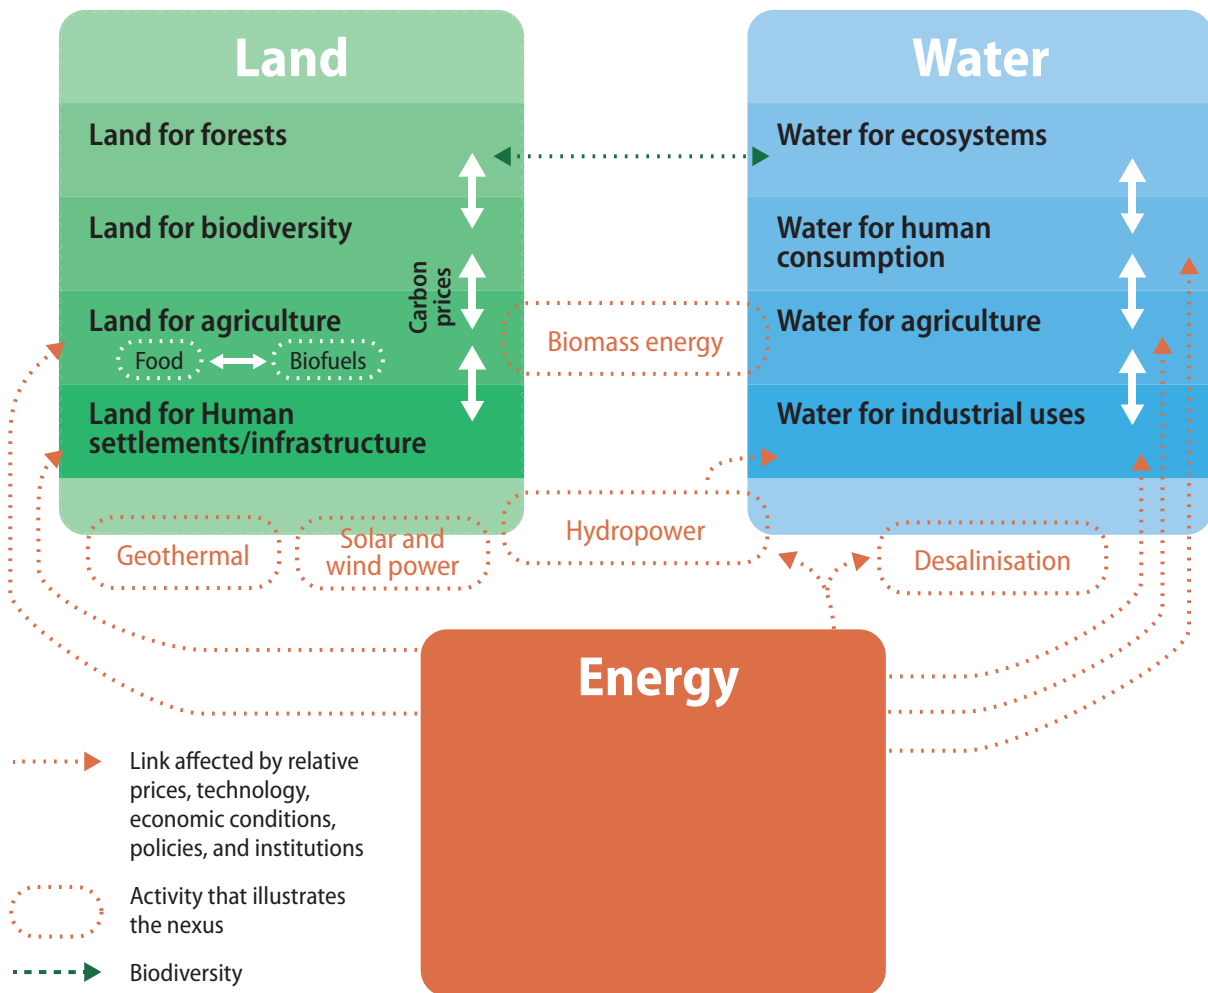 Land
Land for forests
Land for biodiversity
Carbon
prices
Land for agriculture
Food
Biofuels
Land for Human
settlements/infrastructure
Water
Water for ecosystems
Water for human
consumption
Water for agriculture
Water for industrial uses
Biomass energy
Hydropower
Geothermal
Solar and
wind power
Desalinisation
Energy
Link affected by relative
prices, technology,
economic conditions,
policies, and institutions
Activity that illustrates
the nexus
Biodiversity